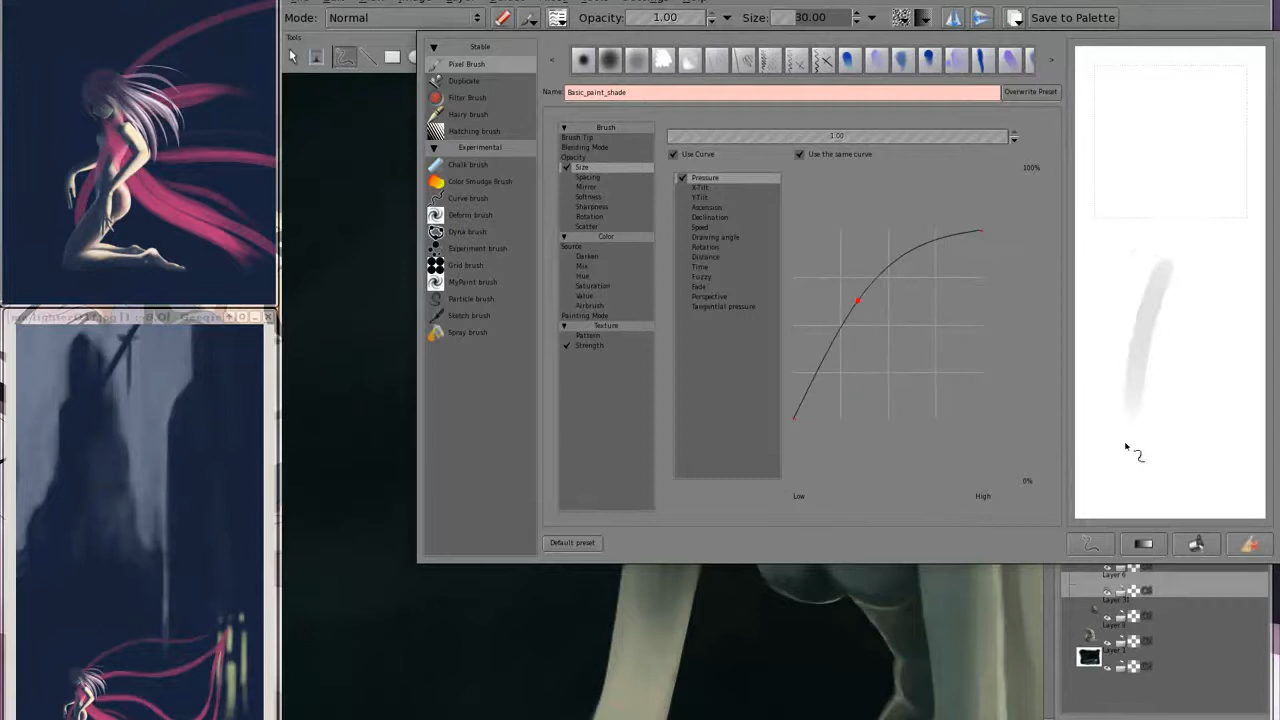 Mode: Normal Opacity: 1.00 Size: 30.00 Save to Palette
Tools
Stable
Pixel Brush
Duplicate
Filter Brush
Hairy brush
Hatching brush
Experimental
Chalk brush
Color Smudge Brush
Curve brush
Deform brush
Dyna brush
Experiment brush
Grid brush
MyPaint brush
Particle brush
Sketch brush
Spray brush
< >
Name: Basic_paint_shade Overwrite Preset
Brush
Brush Tip
Blending Mode
Opacity
Size
Spacing
Mirror
Softness
Sharpness
Rotation
Scatter
Color
Source
Darken
Mix
Hue
Saturation
Value
Airbrush
Painting Mode
Texture
Pattern
Strength
1.00
Use Curve Use the same curve
Pressure
X-Tilt
Y-Tilt
Ascension
Declination
Speed
Drawing angle
Rotation
Distance
Time
Fuzzy
Fade
Perspective
Tangential pressure
100%
0%
Low High
Default preset
Layer 6
Layer 1